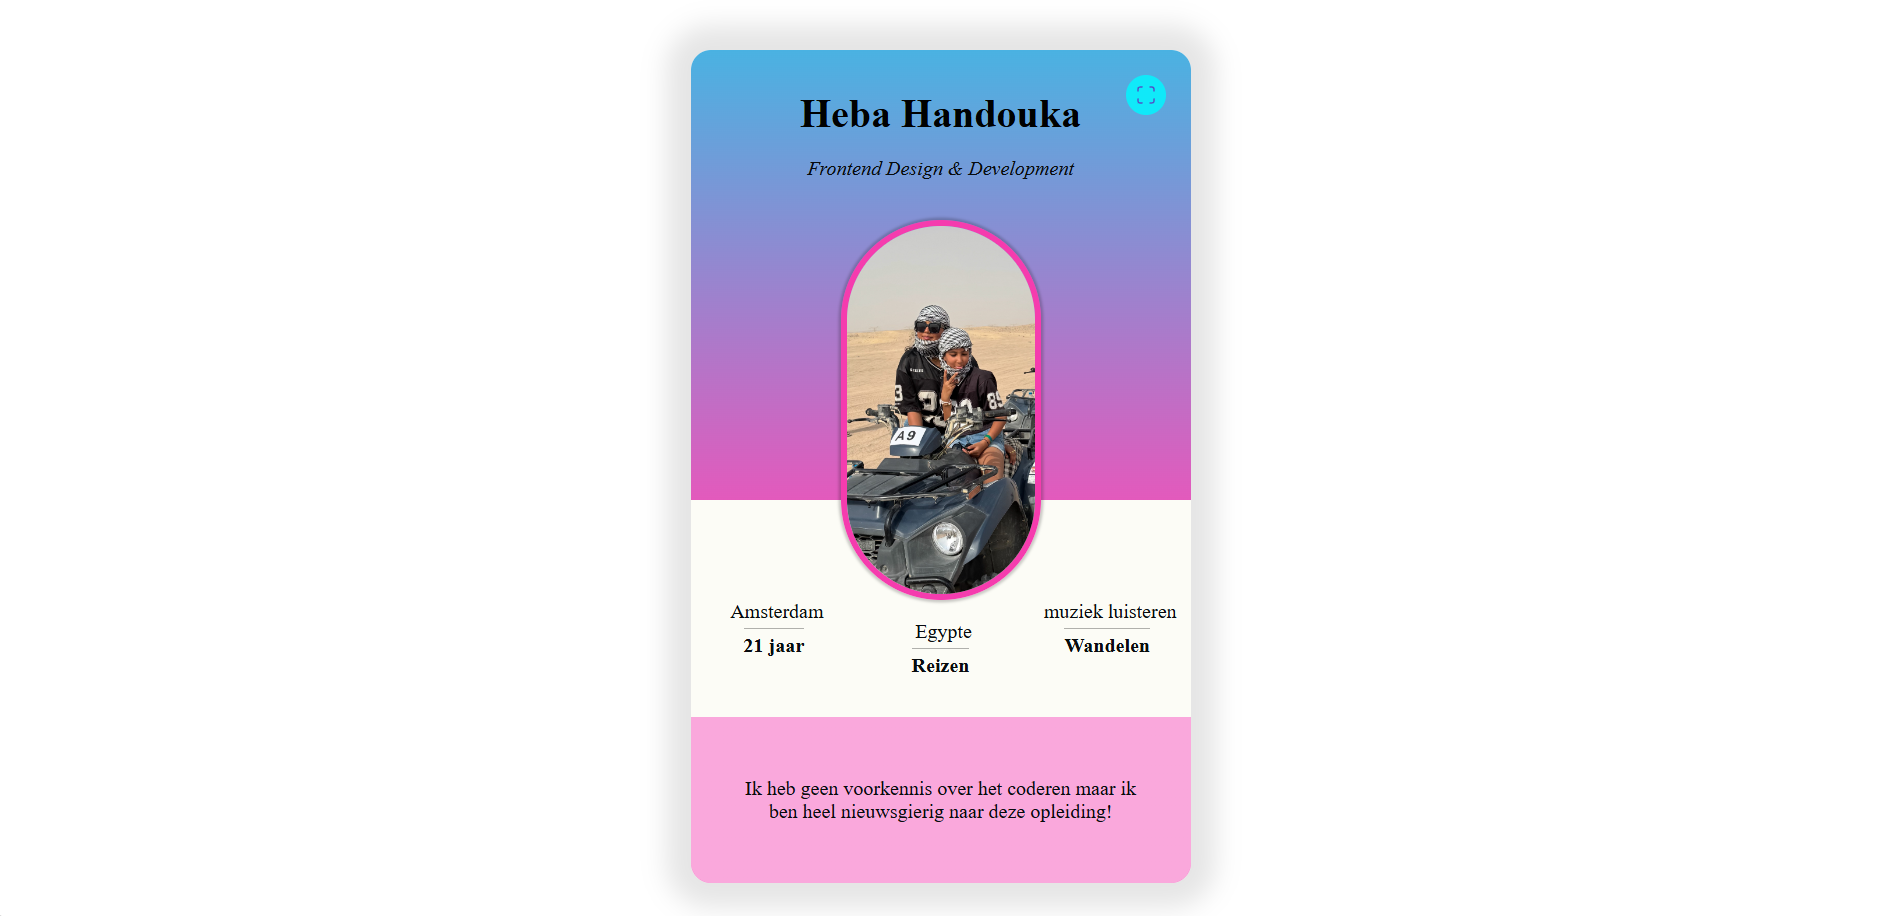 Heba Handouka
Frontend Design & Development
A9
89
Amsterdam
21 jaar
Egypte
Reizen
muziek luisteren
Wandelen
Ik heb geen voorkennis over het coderen maar ik
ben heel nieuwsgierig naar deze opleiding!